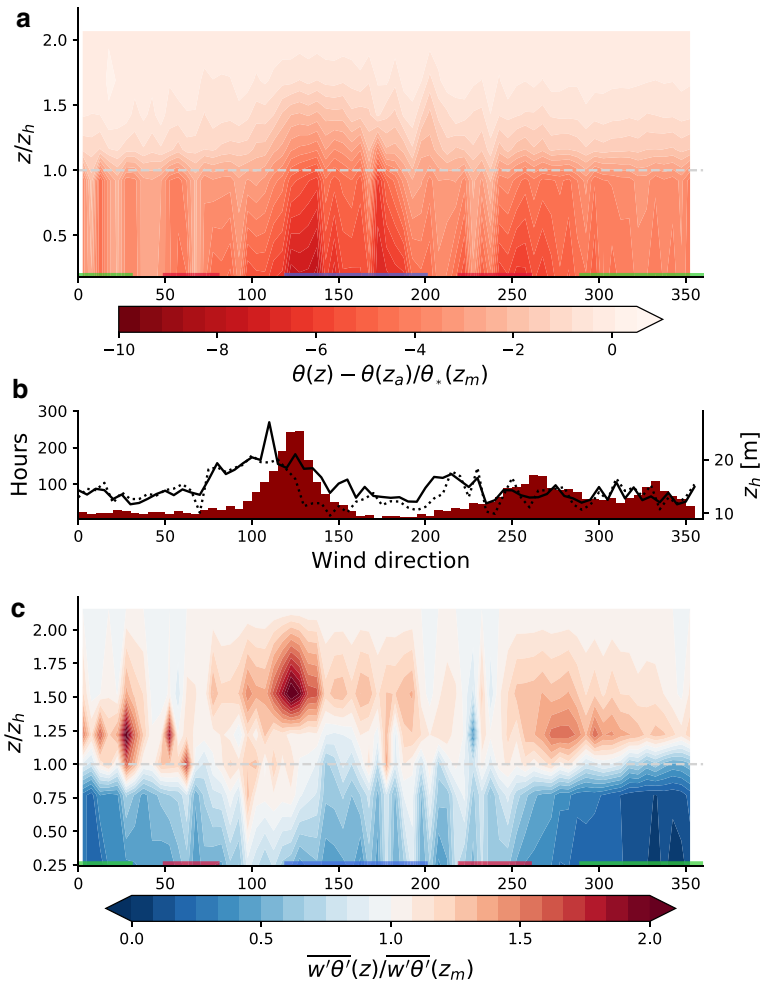 a
z/z_h
1.5
1.0
0.5
0 50 100 150 200 250 300 350
−10 −8 −6 −4 −2 0
θ(z) − θ(z_a)/θ_*(z_m)
b
Hours
300
200
100
20
10
z_h [m]
0 50 100 150 200 250 300 350
Wind direction
c
z/z_h
2.00
1.75
1.50
1.25
1.00
0.75
0.50
0.25
0 50 100 150 200 250 300 350
0.0 0.5 1.0 1.5 2.0
w′θ′(z)/w′θ′(z_m)